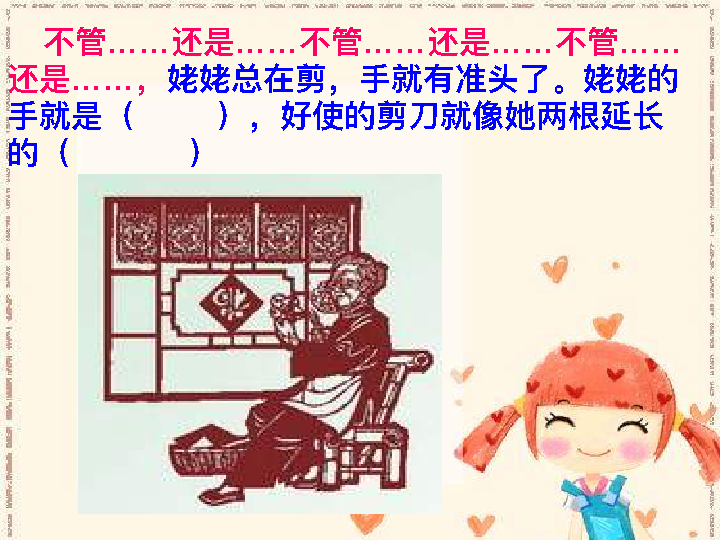 不管……还是……不管……还是……不管……
还是……，姥姥总在剪，手就有准头了。姥姥的
手就是（　　），好使的剪刀就像她两根延长
的（　　　）